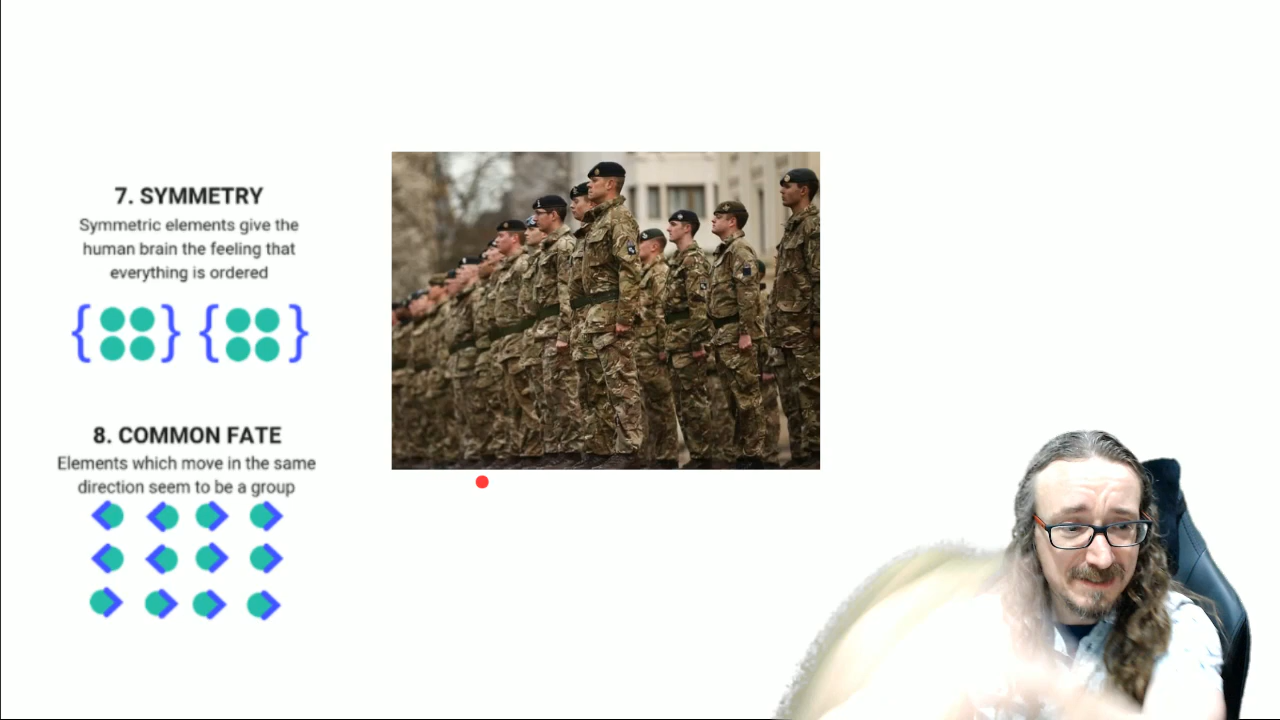 7. SYMMETRY
Symmetric elements give the
human brain the feeling that
everything is ordered
8. COMMON FATE
Elements which move in the same
direction seem to be a group